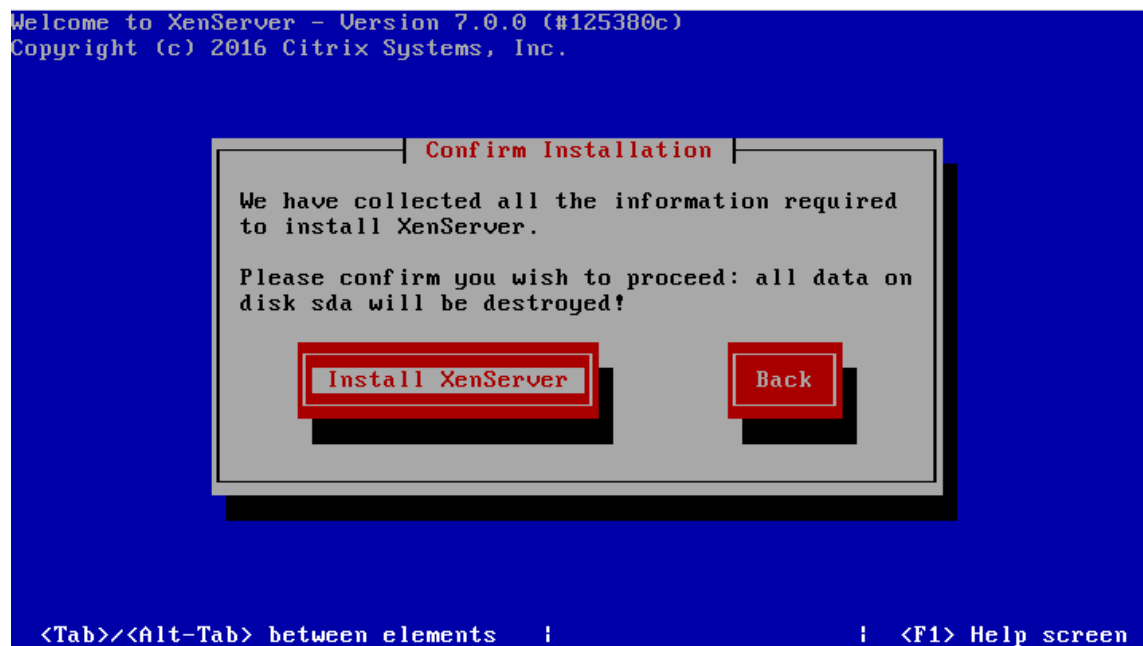 Welcome to XenServer - Version 7.0.0 (#125380c)
Copyright (c) 2016 Citrix Systems, Inc.
Confirm Installation
We have collected all the information required
to install XenServer.
Please confirm you wish to proceed: all data on
disk sda will be destroyed!
Install XenServer Back
<Tab>/<Alt-Tab> between elements | | <F1> Help screen